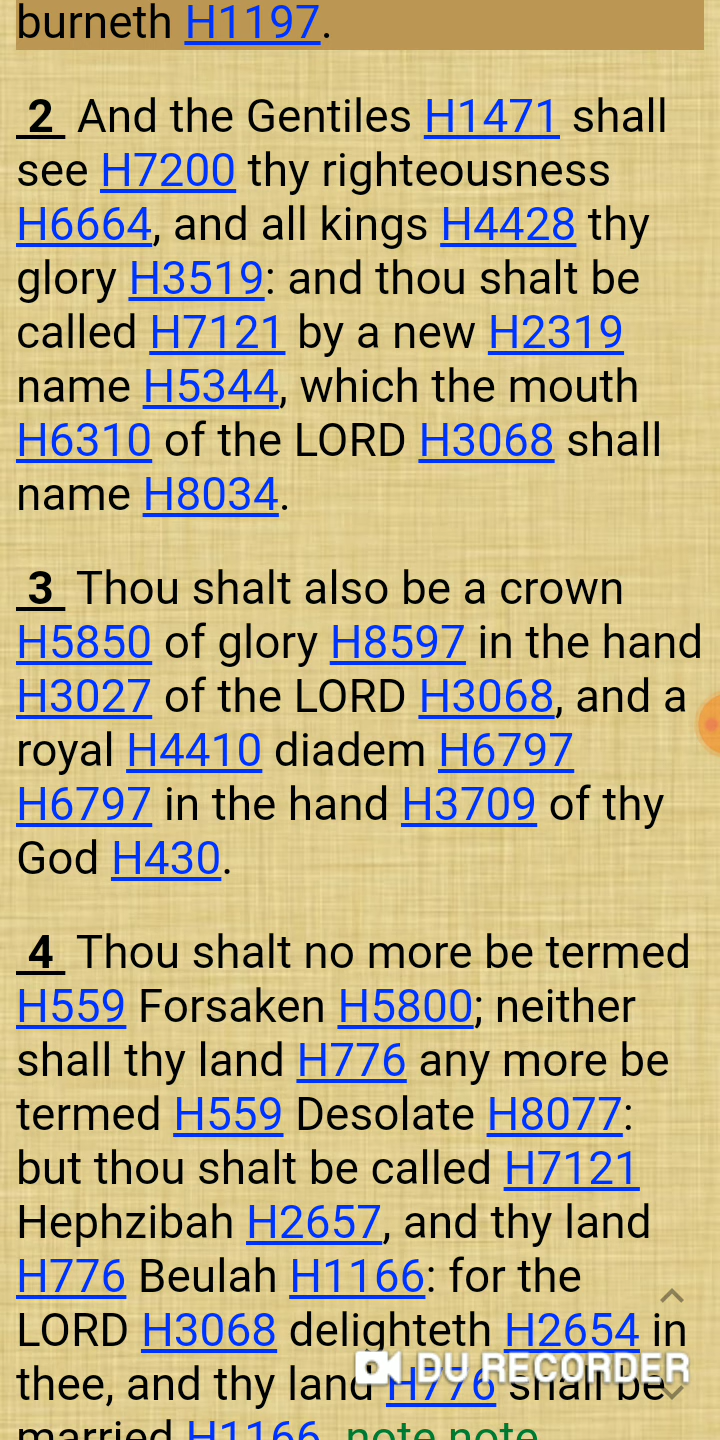 burneth H1197.
2 And the Gentiles H1471 shall
see H7200 thy righteousness
H6664, and all kings H4428 thy
glory H3519: and thou shalt be
called H7121 by a new H2319
name H5344, which the mouth
H6310 of the LORD H3068 shall
name H8034.
3 Thou shalt also be a crown
H5850 of glory H8597 in the hand
H3027 of the LORD H3068, and a
royal H4410 diadem H6797
H6797 in the hand H3709 of thy
God H430.
4 Thou shalt no more be termed
H559 Forsaken H5800; neither
shall thy land H776 any more be
termed H559 Desolate H8077:
but thou shalt be called H7121
Hephzibah H2657, and thy land
H776 Beulah H1166: for the
LORD H3068 delighteth H2654 in
DU RECORDER
thee, and thy land H776 shall be
married H1166. note note